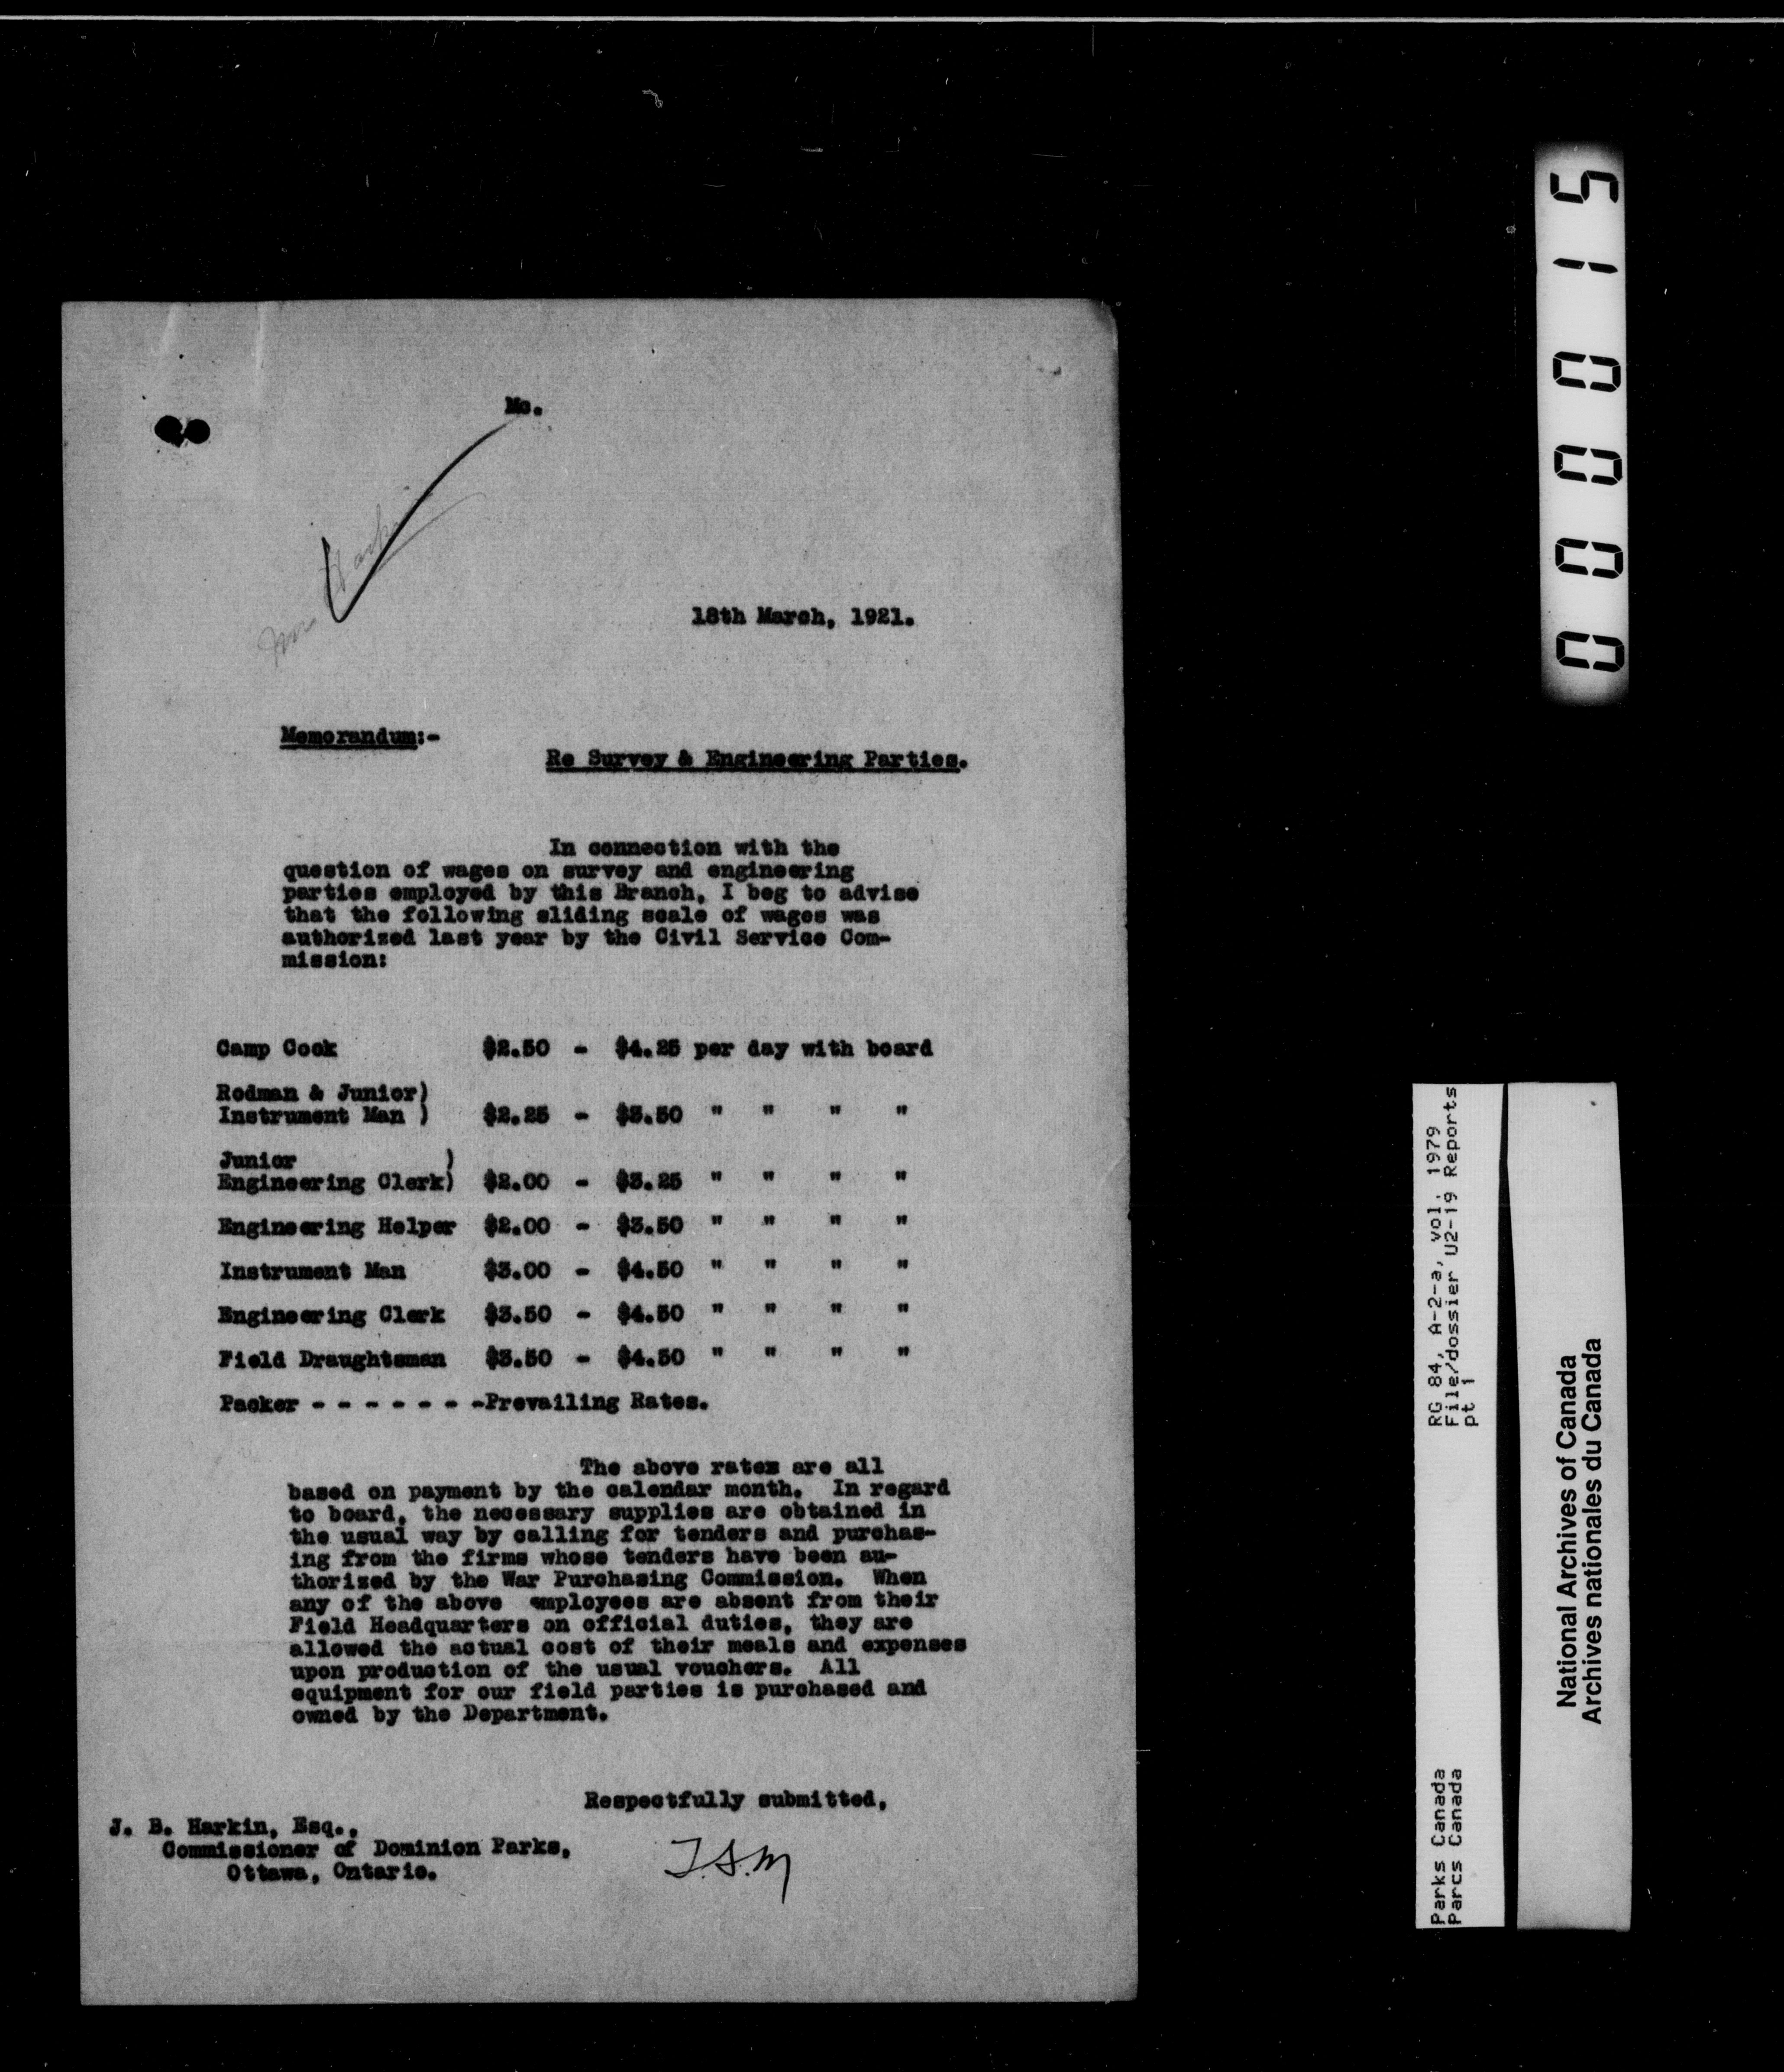 Mc.
18th March, 1921.
Memorandum:-
Re Survey & Engineering Parties.
In connection with the
question of wages on survey and engineering
parties employed by this Branch, I beg to advise
that the following sliding scale of wages was
authorized last year by the Civil Service Com-
mission:
Camp Cook $2.50 - $4.25 per day with board
Rodman & Junior)
Instrument Man ) $2.25 - $3.50 " " " "
Junior )
Engineering Clerk) $2.00 - $3.25 " " " "
Engineering Helper $2.00 - $3.50 " " " "
Instrument Man $3.00 - $4.50 " " " "
Engineering Clerk $3.50 - $4.50 " " " "
Field Draughtsman $3.50 - $4.50 " " " "
Packer - - - - - - -Prevailing Rates.
The above rates are all
based on payment by the calendar month. In regard
to board, the necessary supplies are obtained in
the usual way by calling for tenders and purchas-
ing from the firms whose tenders have been au-
thorized by the War Purchasing Commission. When
any of the above employees are absent from their
Field Headquarters on official duties, they are
allowed the actual cost of their meals and expenses
upon production of the usual vouchers. All
equipment for our field parties is purchased and
owned by the Department.
Respectfully submitted,
J. B. Harkin, Esq.,
Commissioner of Dominion Parks,
Ottawa, Ontario.
T.S.M
000015
Parks Canada RG 84, A-2-a, vol. 1979
Parcs Canada File/dossier U2-19 Reports
pt 1
National Archives of Canada
Archives nationales du Canada